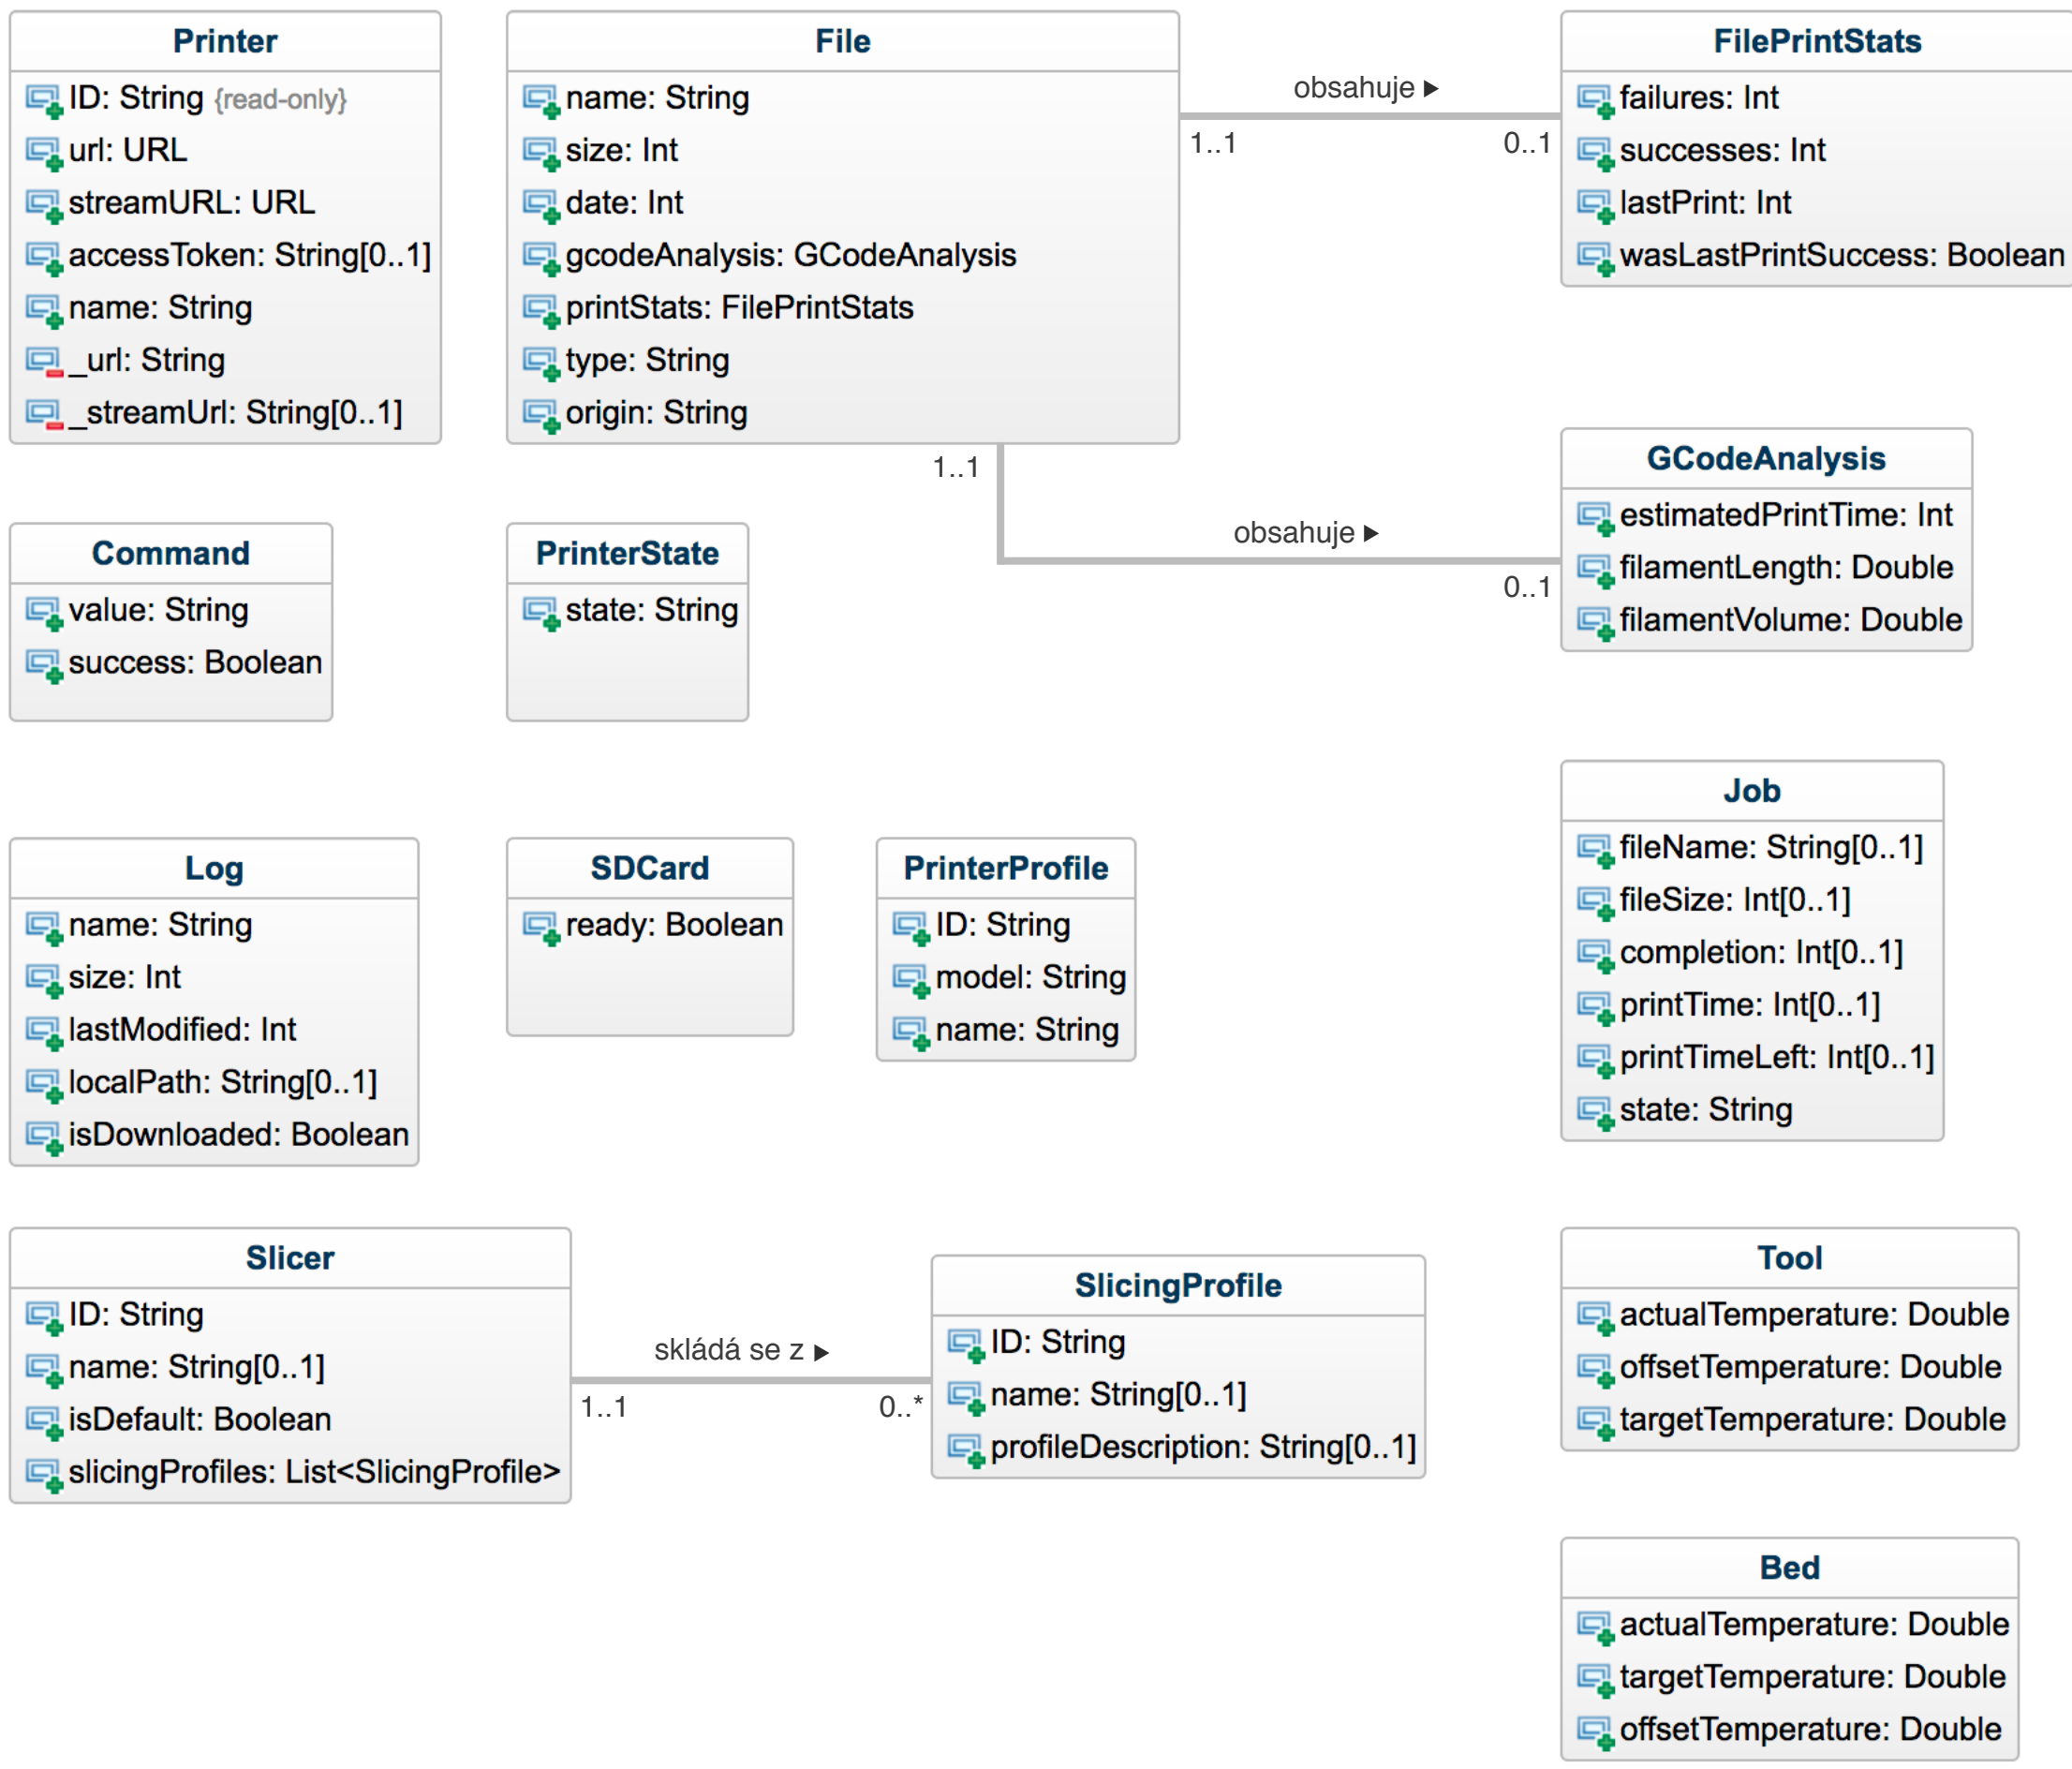 Printer
ID: String {read-only}
url: URL
streamURL: URL
accessToken: String[0..1]
name: String
_url: String
_streamUrl: String[0..1]
File
name: String
size: Int
date: Int
gcodeAnalysis: GCodeAnalysis
printStats: FilePrintStats
type: String
origin: String
obsahuje ▸
1..1
0..1
FilePrintStats
failures: Int
successes: Int
lastPrint: Int
wasLastPrintSuccess: Boolean
1..1
obsahuje ▸
0..1
GCodeAnalysis
estimatedPrintTime: Int
filamentLength: Double
filamentVolume: Double
Command
value: String
success: Boolean
PrinterState
state: String
Job
fileName: String[0..1]
fileSize: Int[0..1]
completion: Int[0..1]
printTime: Int[0..1]
printTimeLeft: Int[0..1]
state: String
Log
name: String
size: Int
lastModified: Int
localPath: String[0..1]
isDownloaded: Boolean
SDCard
ready: Boolean
PrinterProfile
ID: String
model: String
name: String
Slicer
ID: String
name: String[0..1]
isDefault: Boolean
slicingProfiles: List<SlicingProfile>
skládá se z ▸
1..1
0..*
SlicingProfile
ID: String
name: String[0..1]
profileDescription: String[0..1]
Tool
actualTemperature: Double
offsetTemperature: Double
targetTemperature: Double
Bed
actualTemperature: Double
targetTemperature: Double
offsetTemperature: Double